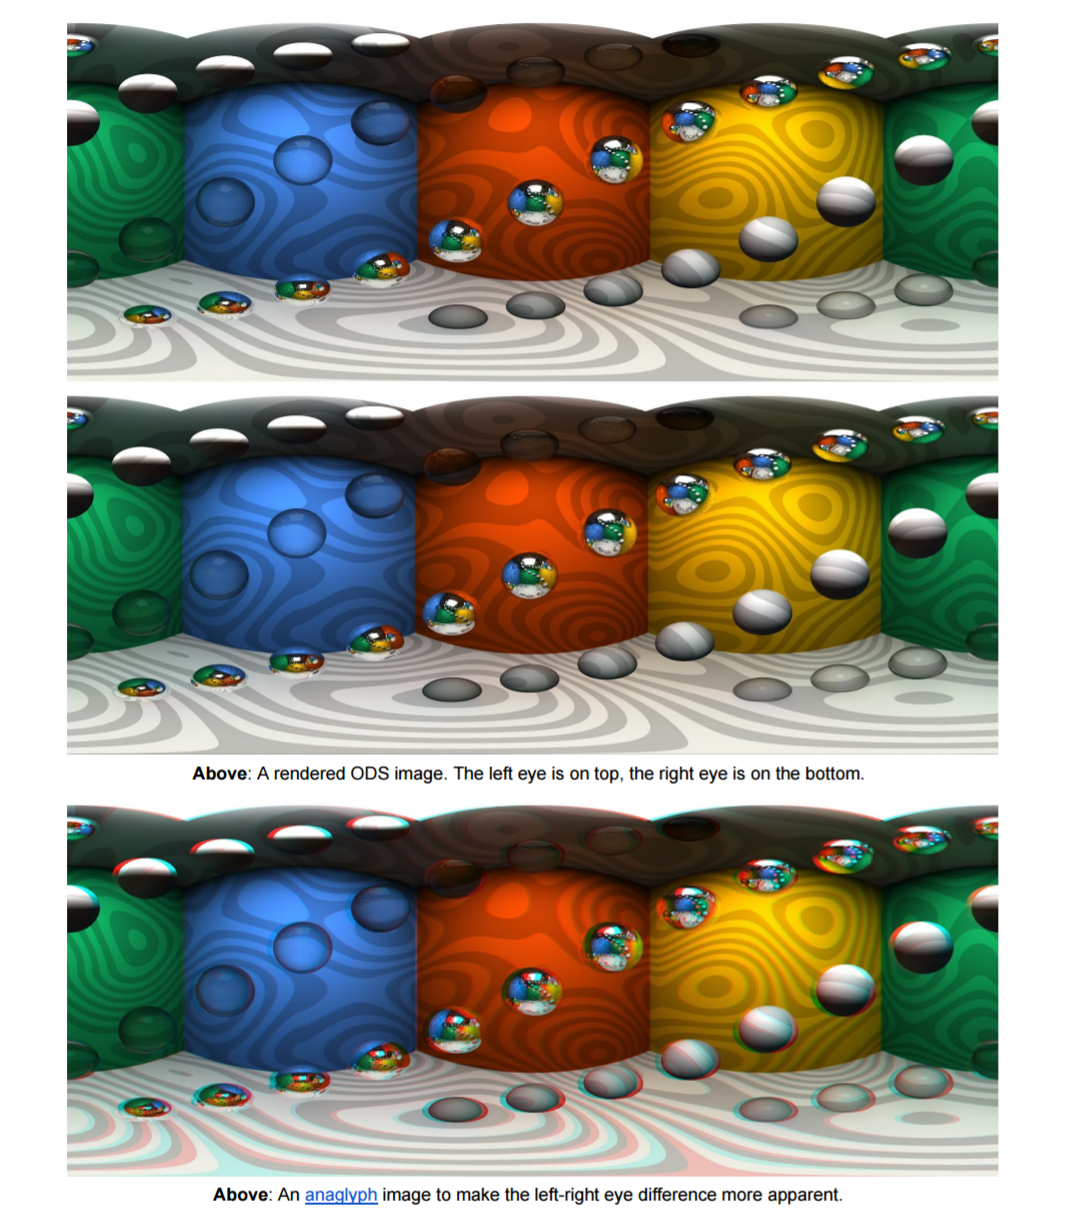 Above: A rendered ODS image. The left eye is on top, the right eye is on the bottom.
Above: An anaglyph image to make the left-right eye difference more apparent.